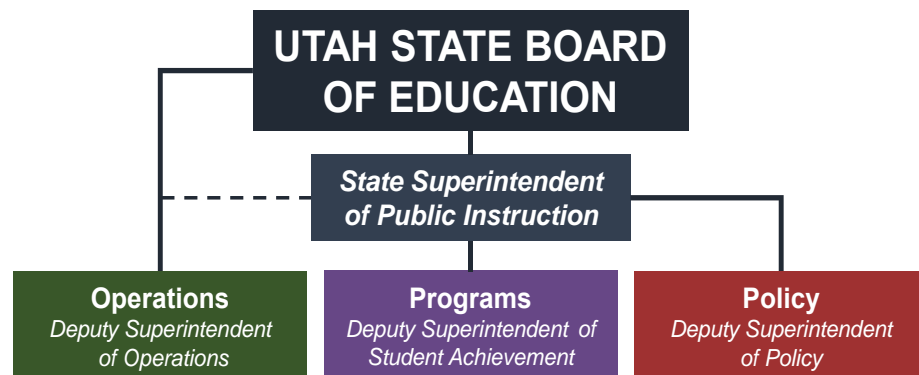 UTAH STATE BOARD
OF EDUCATION
State Superintendent
of Public Instruction
Operations
Deputy Superintendent
of Operations
Programs
Deputy Superintendent of
Student Achievement
Policy
Deputy Superintendent
of Policy